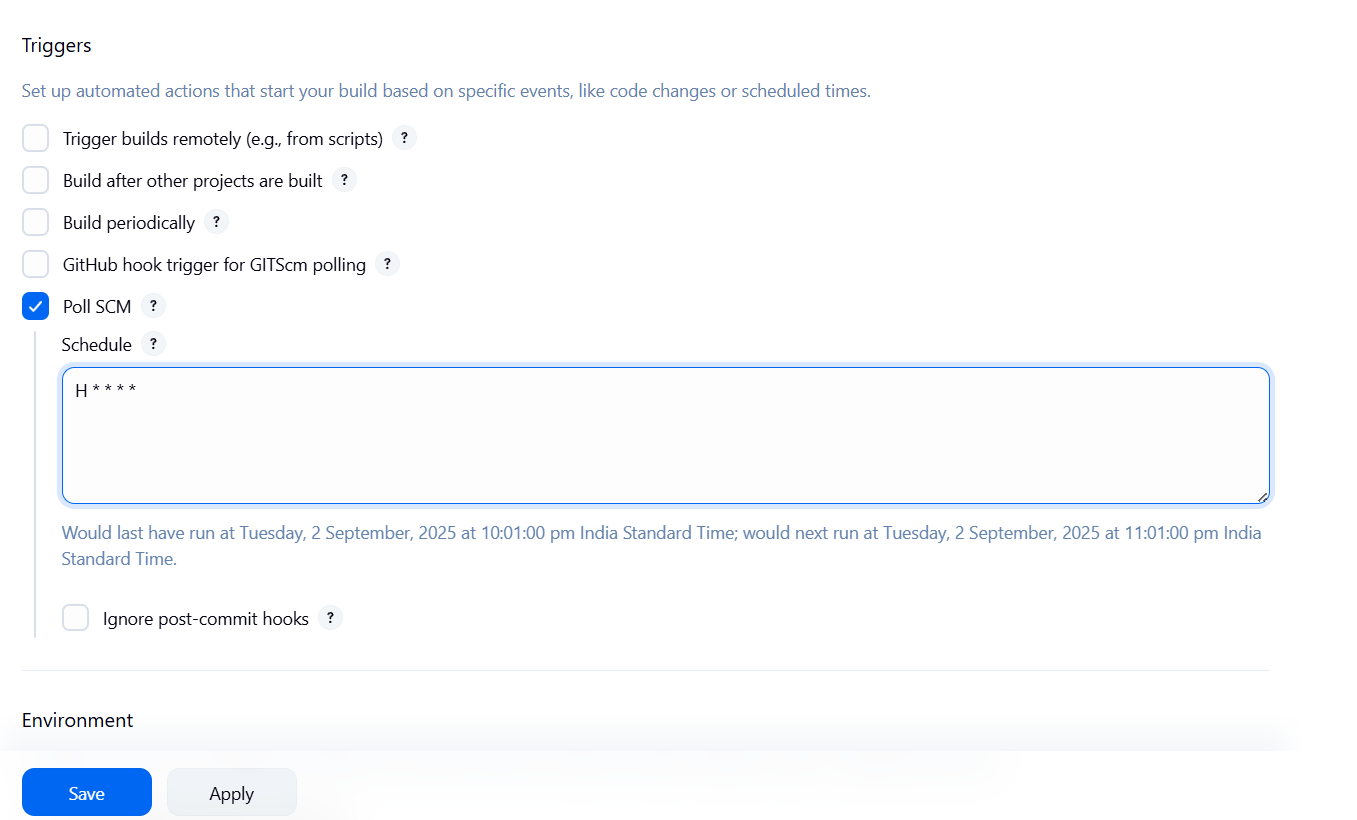 Triggers
Set up automated actions that start your build based on specific events, like code changes or scheduled times.
Trigger builds remotely (e.g., from scripts) ?
Build after other projects are built ?
Build periodically ?
GitHub hook trigger for GITScm polling ?
Poll SCM ?
Schedule ?
H * * * *
Would last have run at Tuesday, 2 September, 2025 at 10:01:00 pm India Standard Time; would next run at Tuesday, 2 September, 2025 at 11:01:00 pm India
Standard Time.
Ignore post-commit hooks ?
Environment
Save Apply